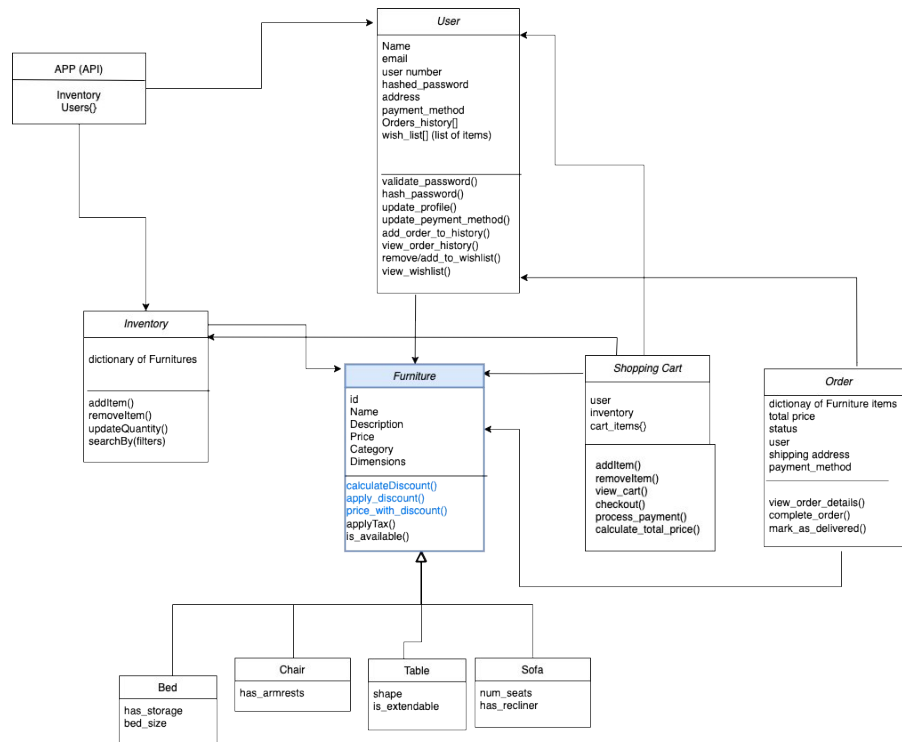 User
Name
email
user number
hashed_password
address
payment_method
Orders_history[]
wish_list[] (list of items)
validate_password()
hash_password()
update_profile()
update_peyment_method()
add_order_to_history()
view_order_history()
remove/add_to_wishlist()
view_wishlist()
APP (API)
Inventory
Users{}
Inventory
dictionary of Furnitures
addItem()
removeItem()
updateQuantity()
searchBy(filters)
Furniture
id
Name
Description
Price
Category
Dimensions
calculateDiscount()
apply_discount()
price_with_discount()
applyTax()
is_available()
Shopping Cart
user
inventory
cart_items{}
addItem()
removeItem()
view_cart()
checkout()
process_payment()
calculate_total_price()
Order
dictionay of Furniture items
total price
status
user
shipping address
payment_method
view_order_details()
complete_order()
mark_as_delivered()
Bed
has_storage
bed_size
Chair
has_armrests
Table
shape
is_extendable
Sofa
num_seats
has_recliner